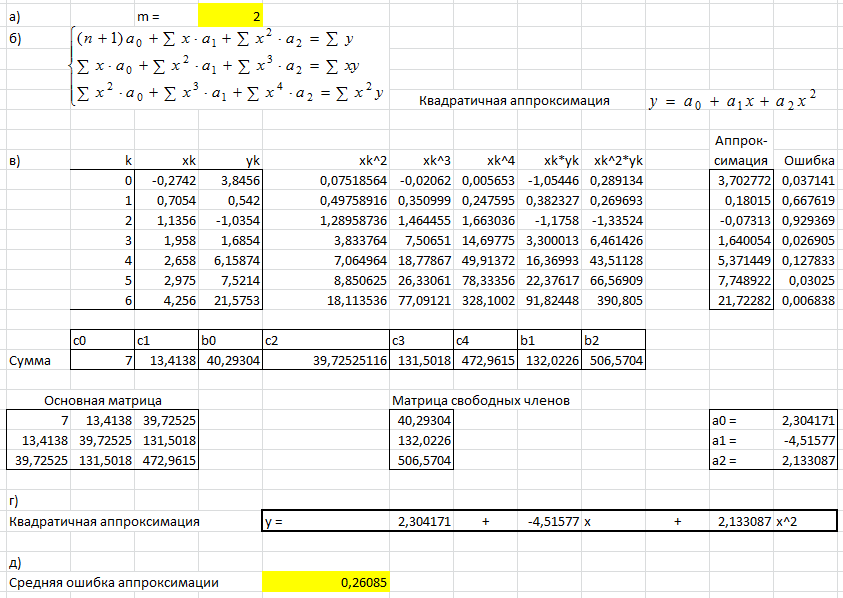 а) m = 2
б)
(n + 1) a₀ + ∑ x · a₁ + ∑ x² · a₂ = ∑ y
∑ x · a₀ + ∑ x² · a₁ + ∑ x³ · a₂ = ∑ xy
∑ x² · a₀ + ∑ x³ · a₁ + ∑ x⁴ · a₂ = ∑ x² y
Квадратичная аппроксимация y = a₀ + a₁x + a₂x²
Аппрок-
в) k xk yk xk^2 xk^3 xk^4 xk*yk xk^2*yk симация Ошибка
0 -0,2742 3,8456 0,07518564 -0,02062 0,005653 -1,05446 0,289134 3,702772 0,037141
1 0,7054 0,542 0,49758916 0,350999 0,247595 0,382327 0,269693 0,18015 0,667619
2 1,1356 -1,0354 1,28958736 1,464455 1,663036 -1,1758 -1,33524 -0,07313 0,929369
3 1,958 1,6854 3,833764 7,50651 14,69775 3,300013 6,461426 1,640054 0,026905
4 2,658 6,15874 7,064964 18,77867 49,91372 16,36993 43,51128 5,371449 0,127833
5 2,975 7,5214 8,850625 26,33061 78,33356 22,37617 66,56909 7,748922 0,03025
6 4,256 21,5753 18,113536 77,09121 328,1002 91,82448 390,805 21,72282 0,006838
c0 c1 b0 c2 c3 c4 b1 b2
Сумма 7 13,4138 40,29304 39,72525116 131,5018 472,9615 132,0226 506,5704
Основная матрица Матрица свободных членов
7 13,4138 39,72525 40,29304 a0 = 2,304171
13,4138 39,72525 131,5018 132,0226 a1 = -4,51577
39,72525 131,5018 472,9615 506,5704 a2 = 2,133087
г)
Квадратичная аппроксимация y = 2,304171 + -4,51577 x + 2,133087 x^2
д)
Средняя ошибка аппроксимации 0,26085